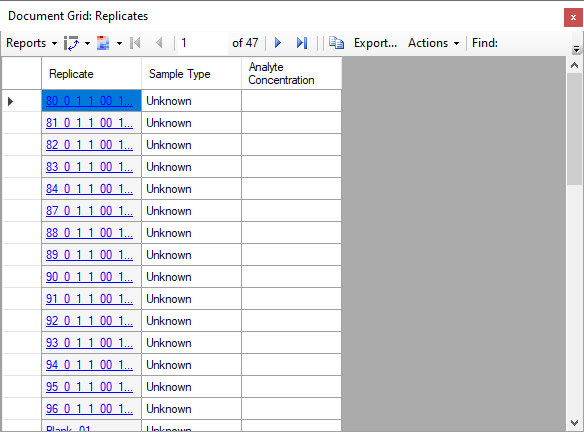 Document Grid: Replicates
Reports 1 of 47 Export... Actions Find:
Replicate Sample Type Analyte Concentration
80_0_1_1_00_1... Unknown
81_0_1_1_00_1... Unknown
82_0_1_1_00_1... Unknown
83_0_1_1_00_1... Unknown
84_0_1_1_00_1... Unknown
87_0_1_1_00_1... Unknown
88_0_1_1_00_1... Unknown
89_0_1_1_00_1... Unknown
90_0_1_1_00_1... Unknown
91_0_1_1_00_1... Unknown
92_0_1_1_00_1... Unknown
93_0_1_1_00_1... Unknown
94_0_1_1_00_1... Unknown
95_0_1_1_00_1... Unknown
96_0_1_1_00_1... Unknown
Blank_01 Unknown